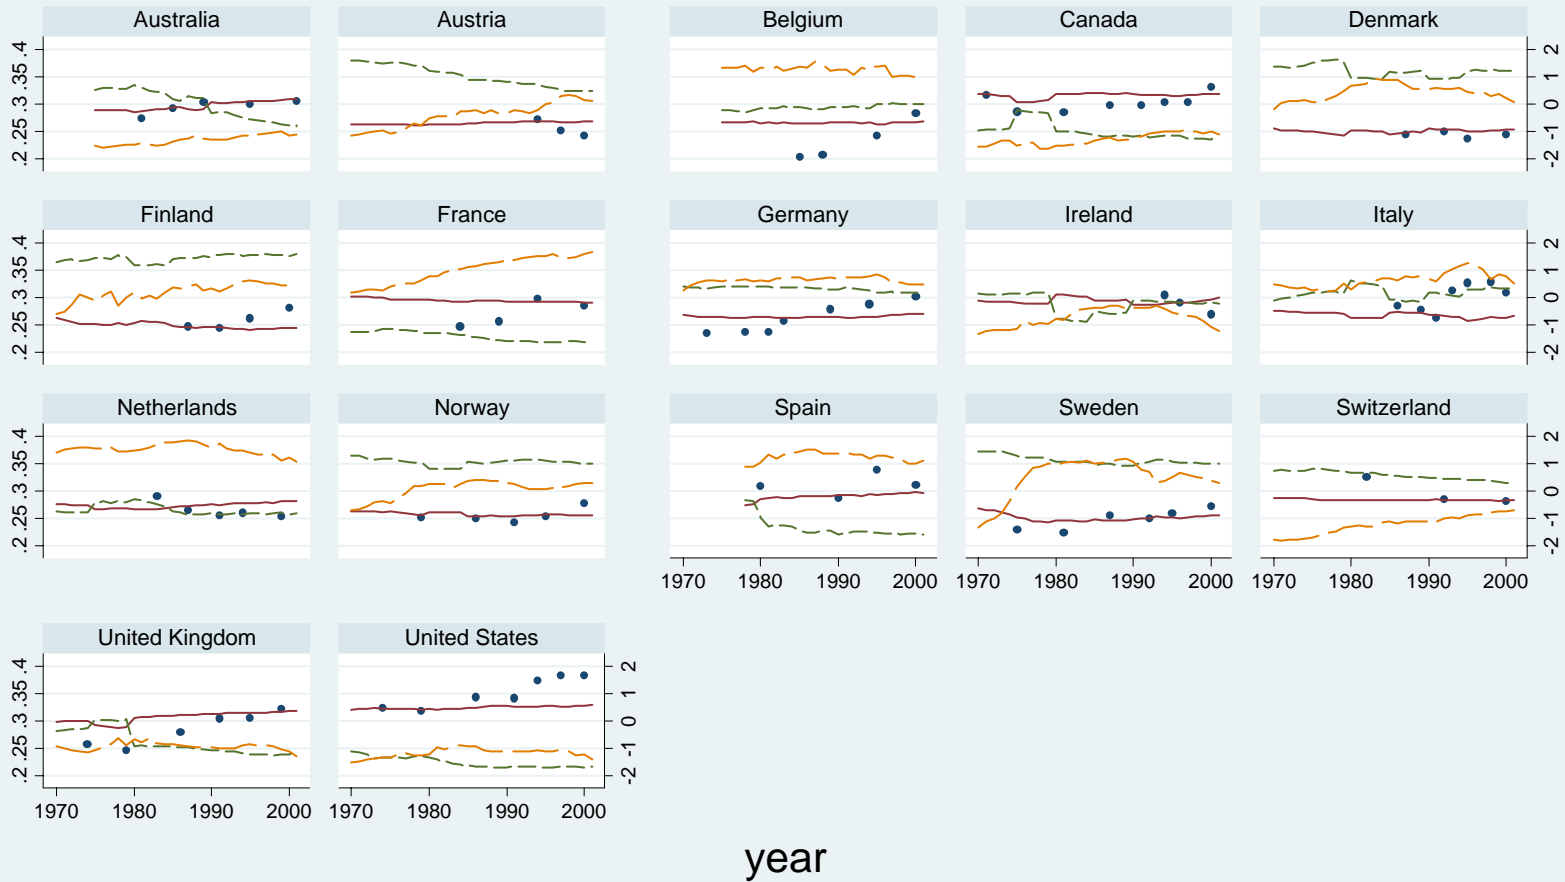 Australia Austria Belgium Canada Denmark
.2 .25 .3 .35 .4
-2 -1 0 1 2
Finland France Germany Ireland Italy
.2 .25 .3 .35 .4
-2 -1 0 1 2
Netherlands Norway Spain Sweden Switzerland
.2 .25 .3 .35 .4
-2 -1 0 1 2
1970 1980 1990 2000 1970 1980 1990 2000 1970 1980 1990 2000
United Kingdom United States
.2 .25 .3 .35 .4
-2 -1 0 1 2
1970 1980 1990 2000 1970 1980 1990 2000
year